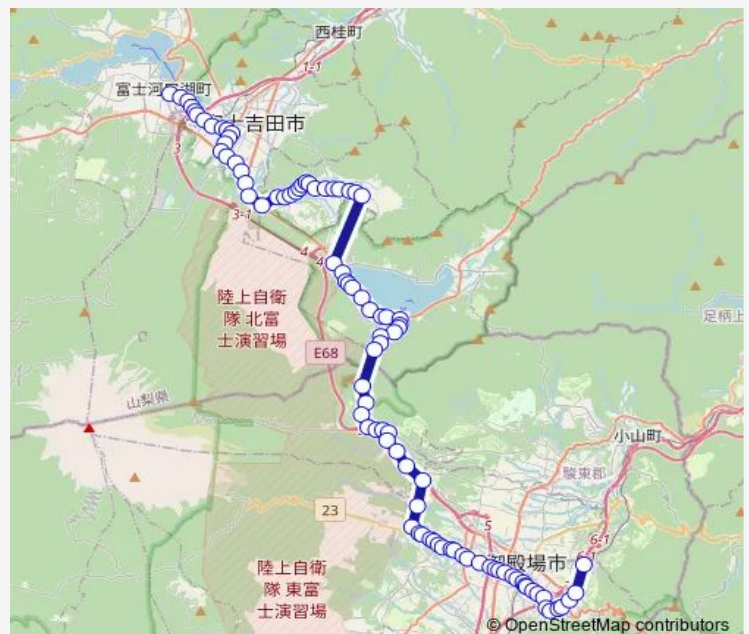 西桂町
1-1
富士河口湖町
富士吉田市
3
3-1
4
4
陸上自衛
隊 北富
士演習場
足柄上
E68
山梨県
小山町
駿東郡
23
5
6-1
御殿場市
6-1
7
陸上自衛
隊 東富
士演習場
© OpenStreetMap contributors